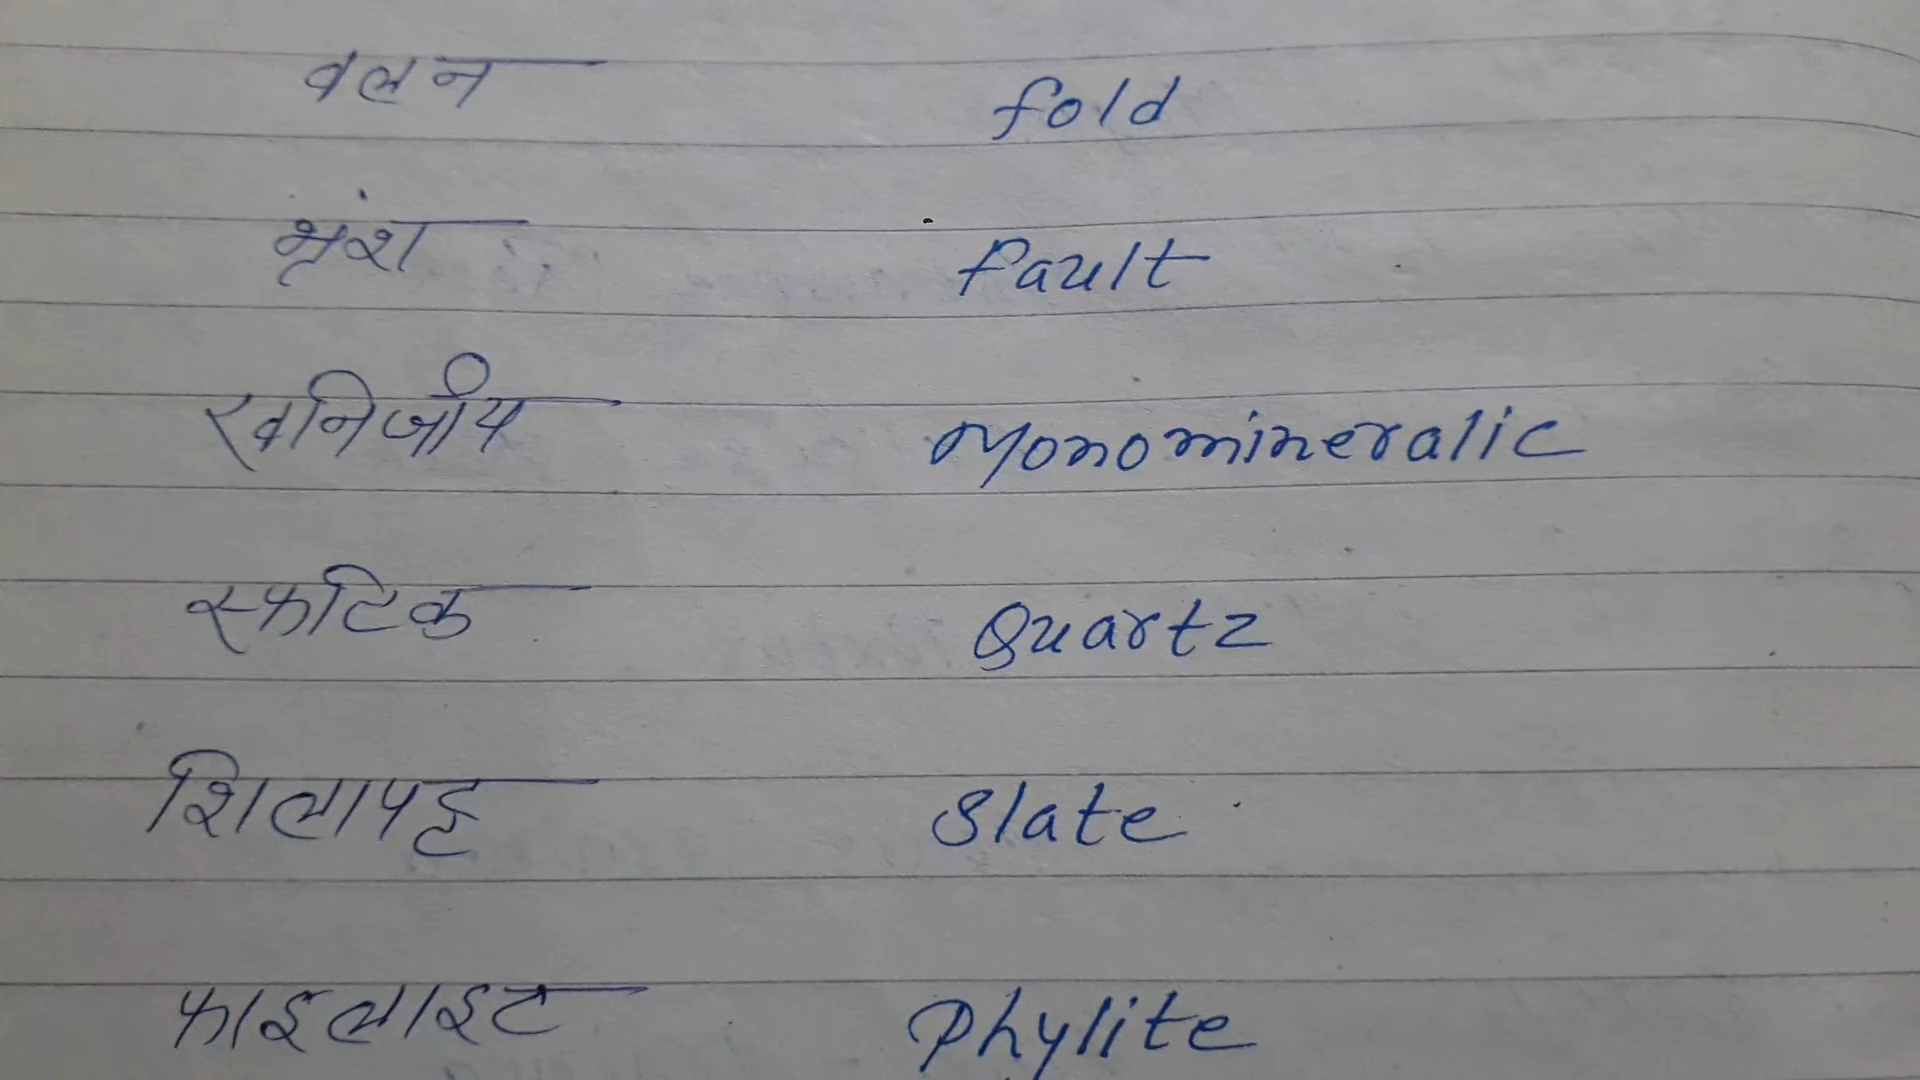 वलन fold
भृंश fault
खनिजीय Monomineralic
स्फटिक Quartz
शिलापट्ट Slate
फाइलाइट Phylite